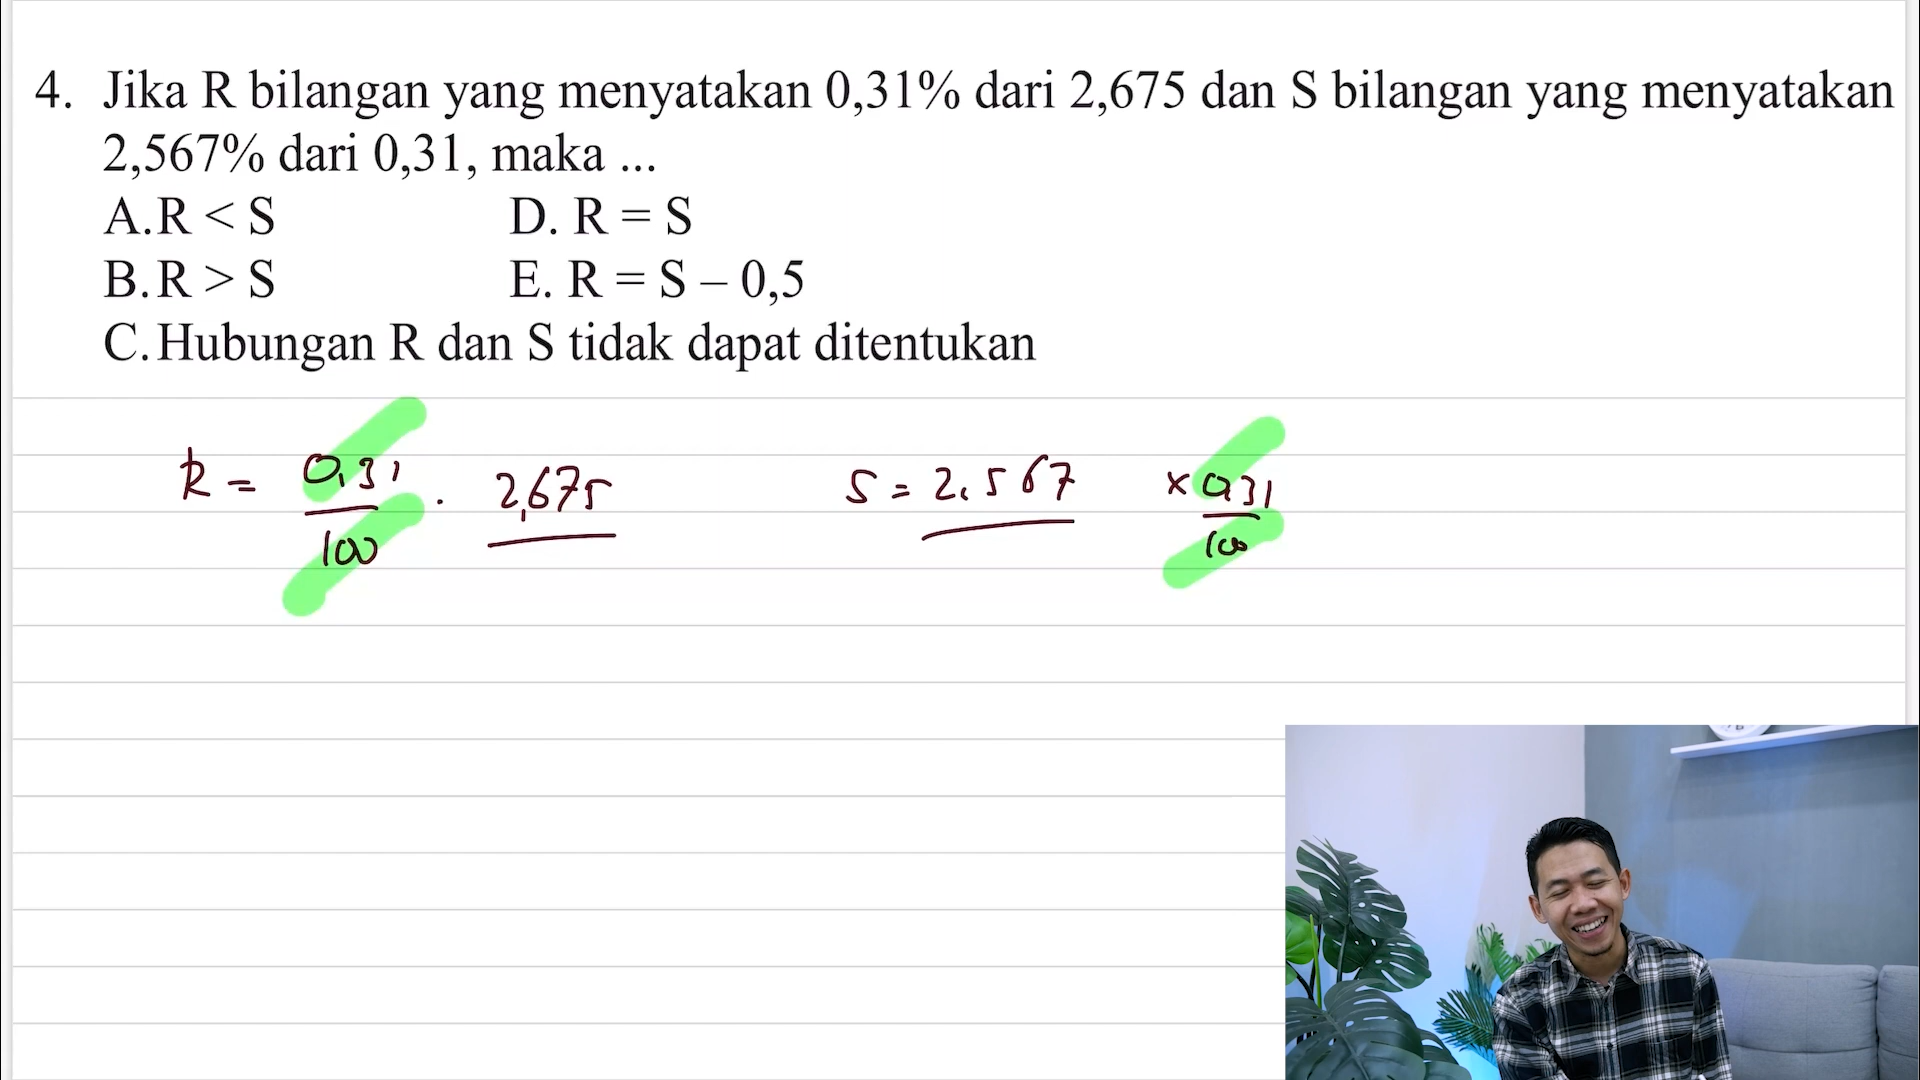 4. Jika R bilangan yang menyatakan 0,31% dari 2,675 dan S bilangan yang menyatakan
2,567% dari 0,31, maka ...
A.R < S D. R = S
B.R > S E. R = S – 0,5
C.Hubungan R dan S tidak dapat ditentukan
R = 0,31/100 . 2,675 S = 2,567 x 0,31/100